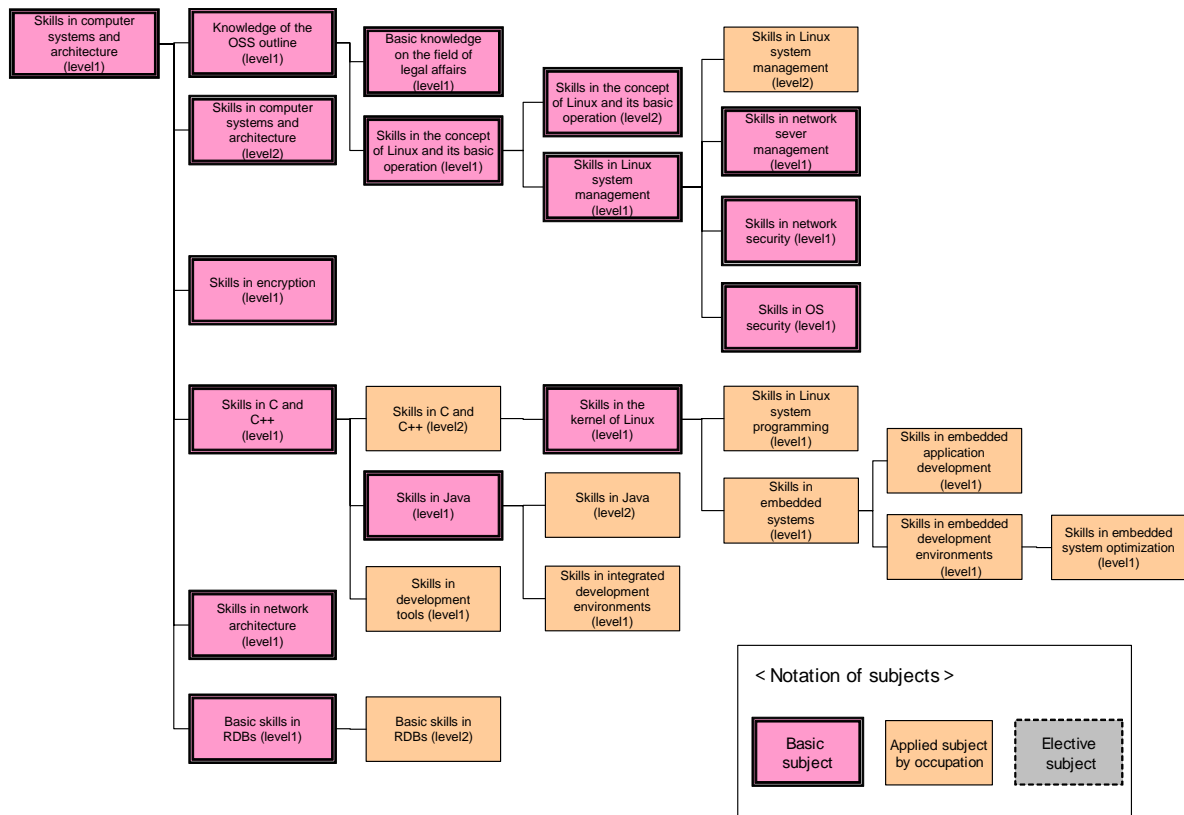 Skills in computer
systems and
architecture
(level1)
Knowledge of the
OSS outline
(level1)
Basic knowledge
on the field of
legal affairs
(level1)
Skills in Linux
system
management
(level2)
Skills in computer
systems and
architecture
(level2)
Skills in the concept
of Linux and its basic
operation (level1)
Skills in the concept
of Linux and its basic
operation (level2)
Skills in Linux
system
management
(level1)
Skills in network
sever management
(level1)
Skills in network
security (level1)
Skills in OS
security (level1)
Skills in encryption
(level1)
Skills in C and
C++
(level1)
Skills in C and
C++ (level2)
Skills in the
kernel of Linux
(level1)
Skills in Linux
system
programming
(level1)
Skills in embedded
application
development
(level1)
Skills in Java
(level1)
Skills in Java
(level2)
Skills in
embedded
systems
(level1)
Skills in embedded
development
environments
(level1)
Skills in embedded
system optimization
(level1)
Skills in
development
tools (level1)
Skills in integrated
development
environments
(level1)
Skills in network
architecture
(level1)
Basic skills in
RDBs (level1)
Basic skills in
RDBs (level2)
< Notation of subjects >
Basic
subject
Applied subject
by occupation
Elective
subject